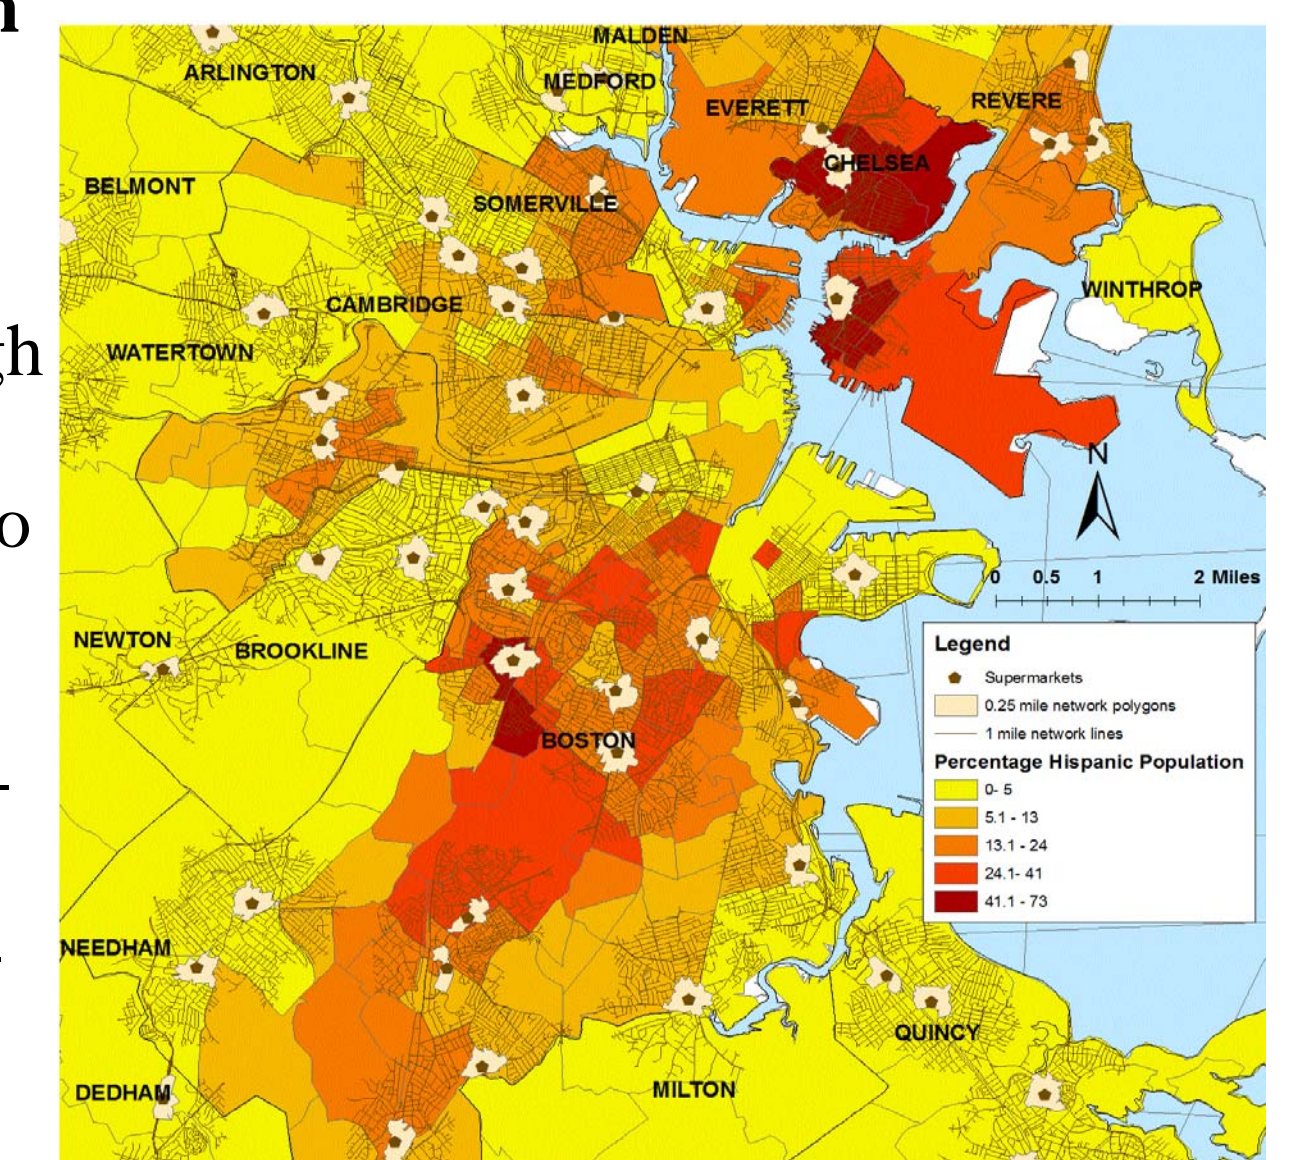 n
MALDEN
ARLINGTON
MEDFORD
EVERETT
REVERE
CHELSEA
BELMONT
SOMERVILLE
WINTHROP
CAMBRIDGE
gh
WATERTOWN
N
o
0 0.5 1 2 Miles
NEWTON
BROOKLINE
Legend
Supermarkets
0.25 mile network polygons
1 mile network lines
Percentage Hispanic Population
0- 5
5.1 - 13
13.1 - 24
24.1- 41
41.1 - 73
BOSTON
NEEDHAM
QUINCY
DEDHAM
MILTON